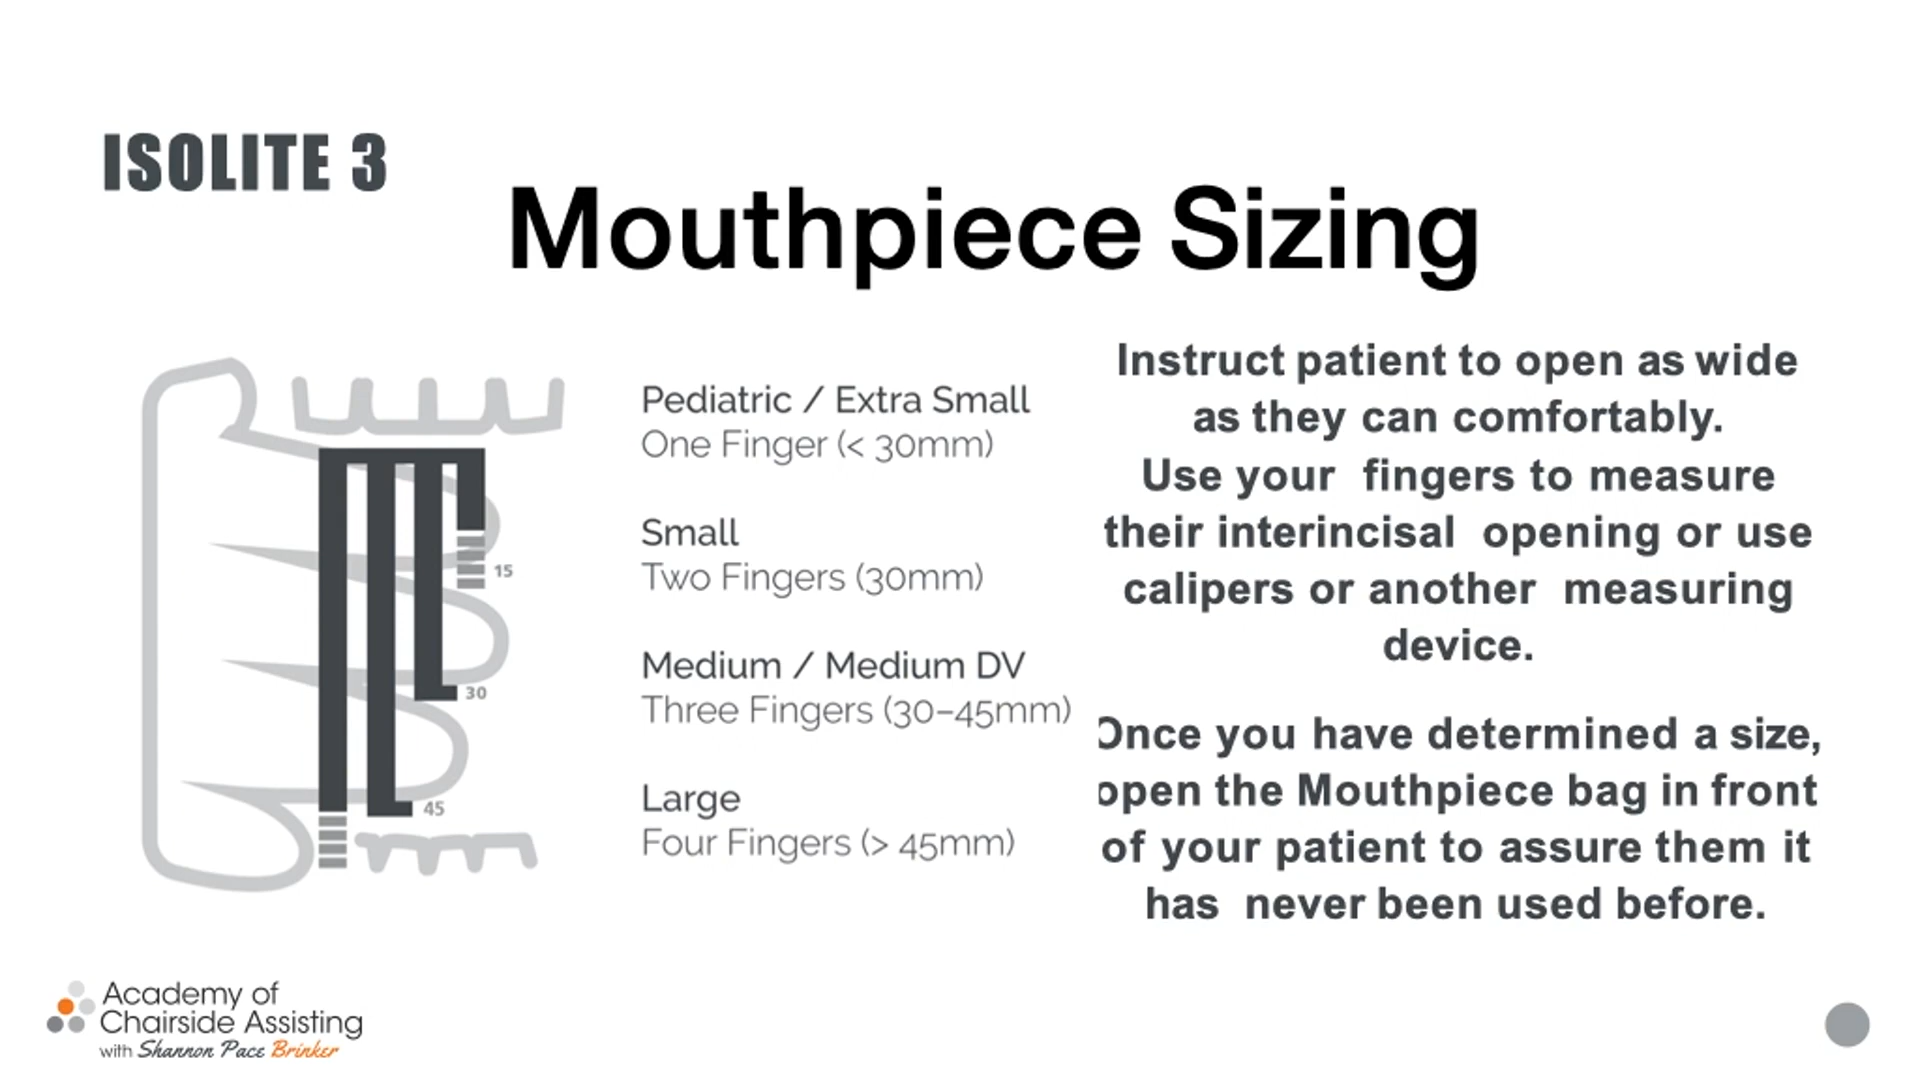 ISOLITE 3
Mouthpiece Sizing
15
30
45
Pediatric / Extra Small
One Finger (< 30mm)
Small
Two Fingers (30mm)
Medium / Medium DV
Three Fingers (30–45mm)
Large
Four Fingers (> 45mm)
Instruct patient to open as wide
as they can comfortably.
Use your fingers to measure
their interincisal opening or use
calipers or another measuring
device.
Once you have determined a size,
open the Mouthpiece bag in front
of your patient to assure them it
has never been used before.
Academy of
Chairside Assisting
with Shannon Pace Brinker